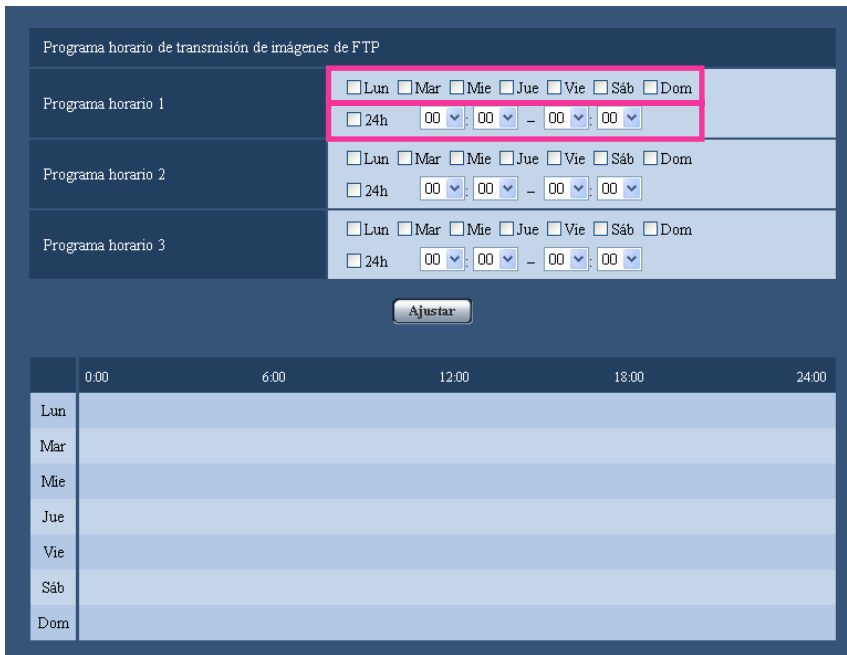 Programa horario de transmisión de imágenes de FTP
Programa horario 1
Lun Mar Mie Jue Vie Sáb Dom
24h 00 : 00 – 00 : 00
Programa horario 2
Lun Mar Mie Jue Vie Sáb Dom
24h 00 : 00 – 00 : 00
Programa horario 3
Lun Mar Mie Jue Vie Sáb Dom
24h 00 : 00 – 00 : 00
Ajustar
0:00 6:00 12:00 18:00 24:00
Lun
Mar
Mie
Jue
Vie
Sáb
Dom